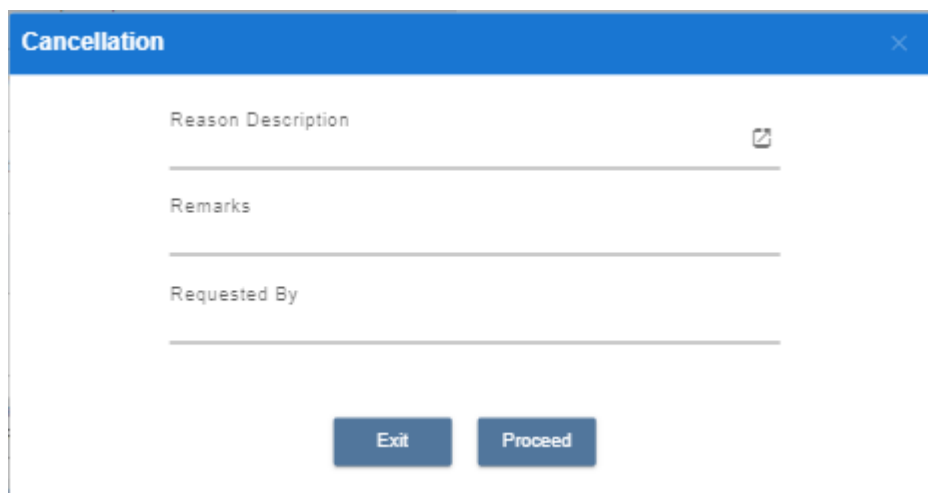 Cancellation
Reason Description
Remarks
Requested By
Exit Proceed